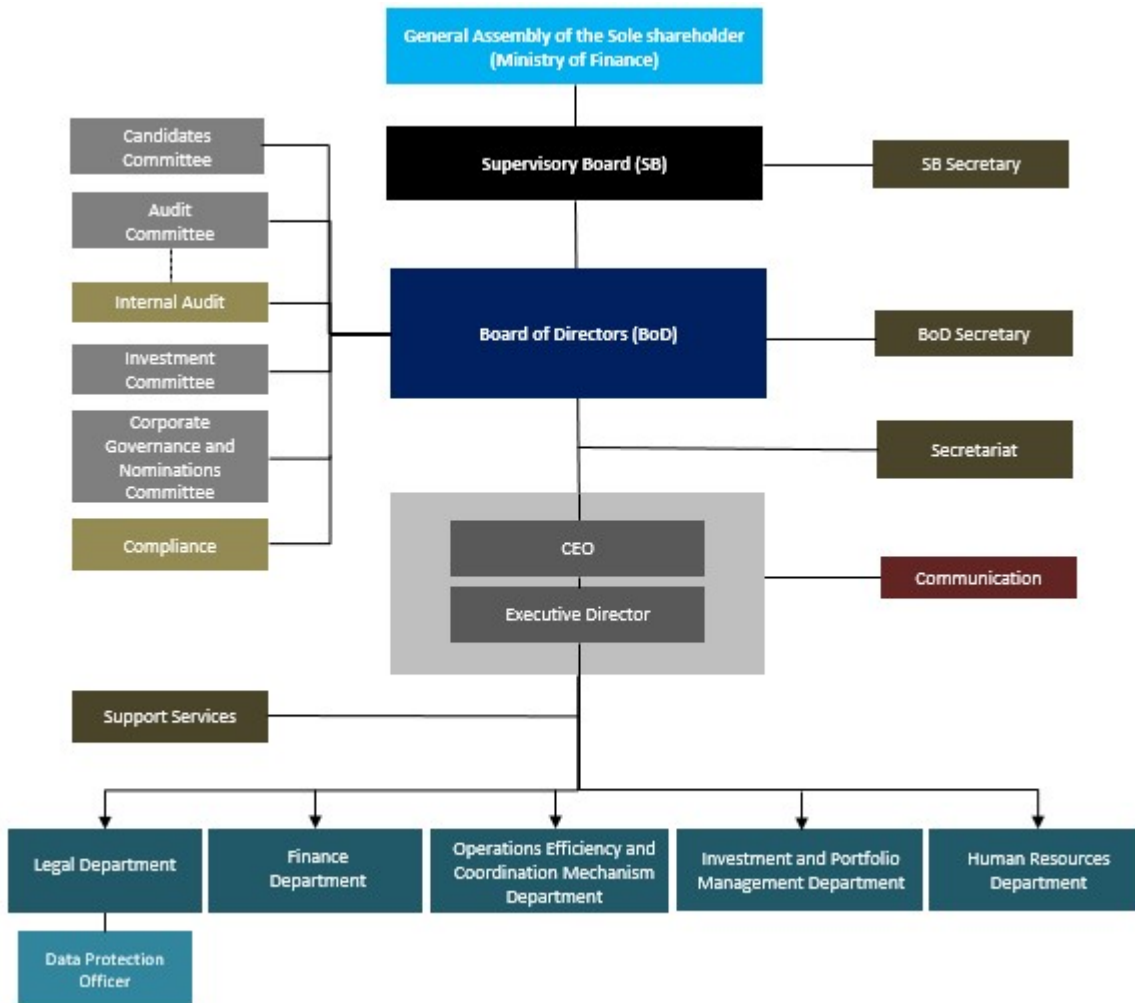 General Assembly of the Sole shareholder
(Ministry of Finance)
Candidates
Committee
Supervisory Board (SB)
SB Secretary
Audit
Committee
Internal Audit
Board of Directors (BoD)
BoD Secretary
Investment
Committee
Corporate
Governance and
Nominations
Committee
Secretariat
Compliance
CEO
Communication
Executive Director
Support Services
Legal Department
Finance
Department
Operations Efficiency and
Coordination Mechanism
Department
Investment and Portfolio
Management Department
Human Resources
Department
Data Protection
Officer